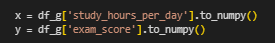 x = df_g['study_hours_per_day'].to_numpy()
y = df_g['exam_score'].to_numpy()